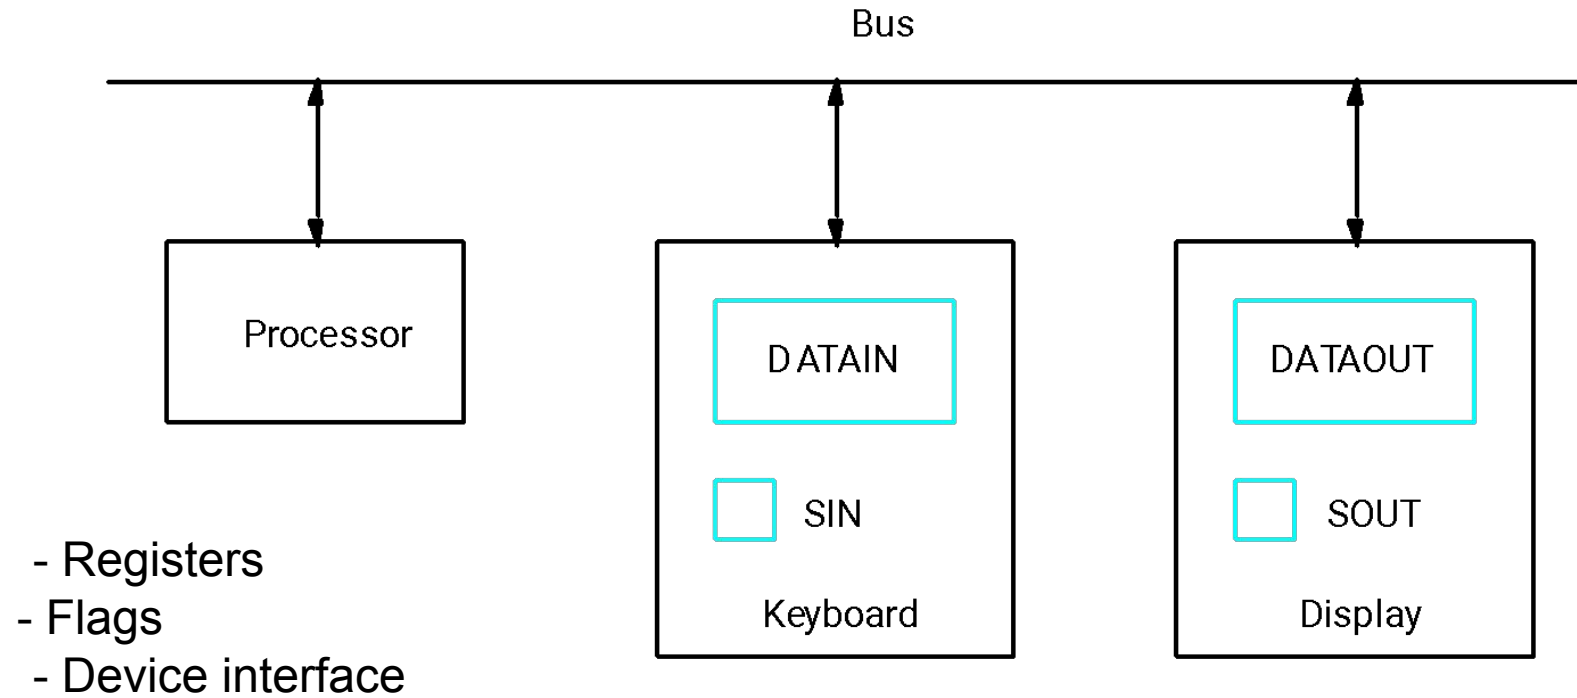 Bus
Processor
DATAIN
DATAOUT
SIN
SOUT
Keyboard
Display
- Registers
- Flags
- Device interface